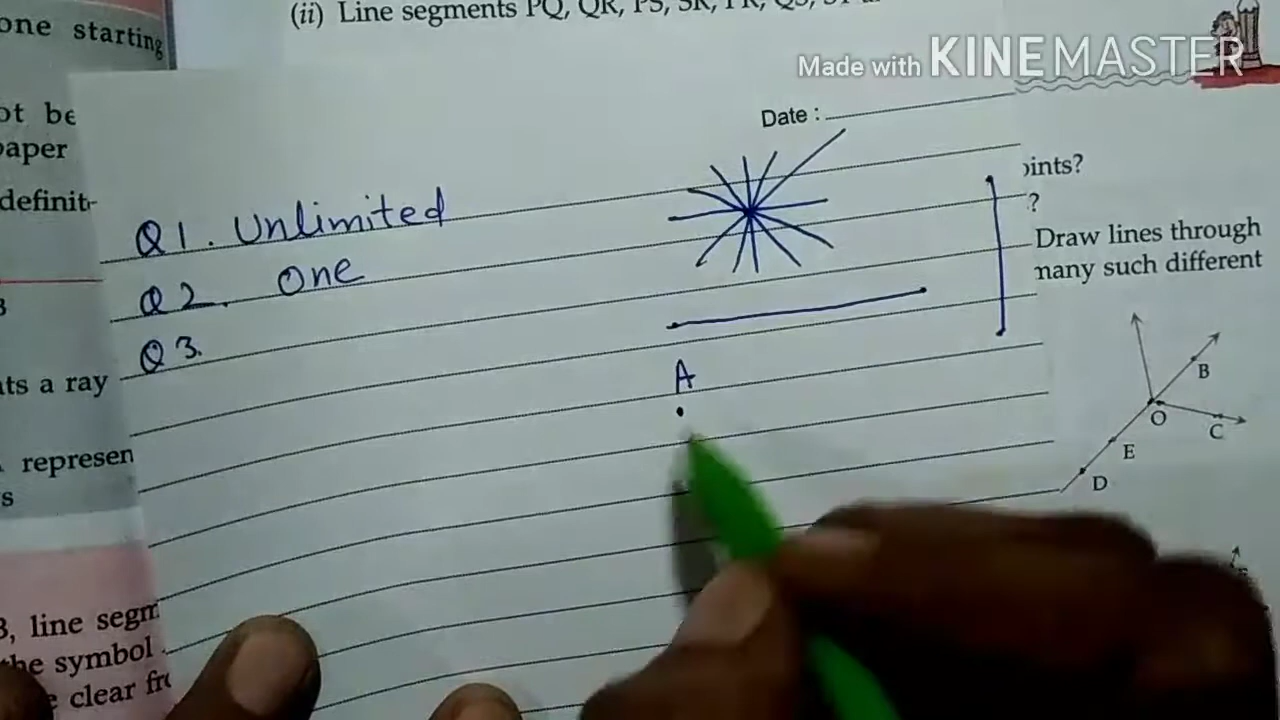 one starting
(ii) Line segments PQ, QR, PS, SR, PR, QS, ST
Made with KINEMASTER
ot be
paper
definit-
Date :
oints?
?
Draw lines through
many such different
Q1. Unlimited
Q2. One
Q3.
A
B
O
C
E
D
3
nts a ray
represen
s
3, line segm
the symbol
clear fr